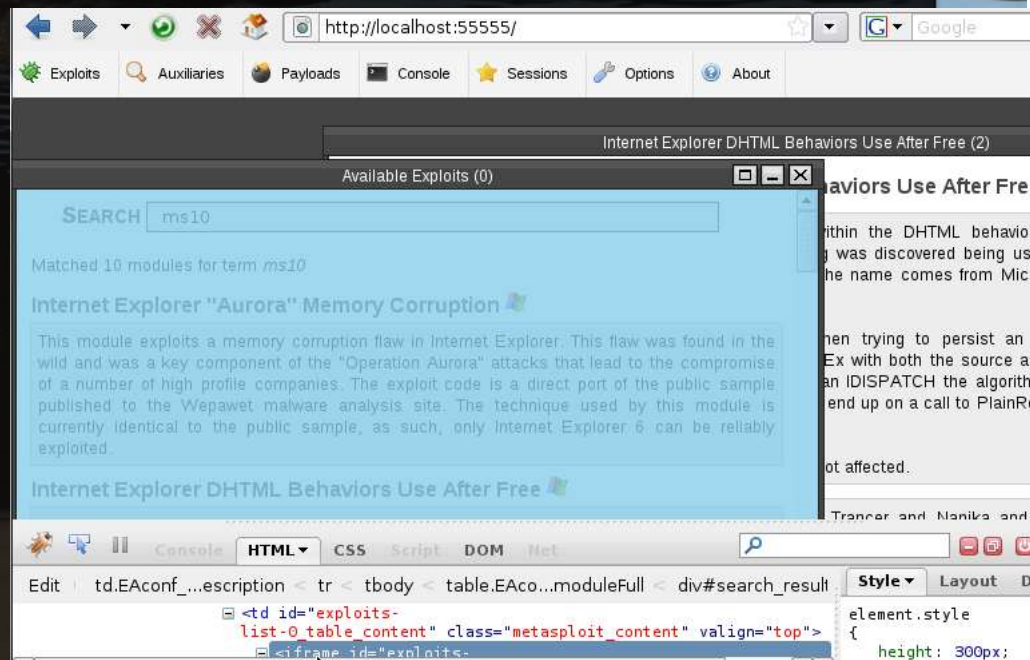 http://localhost:55555/
Google
Exploits Auxiliaries Payloads Console Sessions Options About
Internet Explorer DHTML Behaviors Use After Free (2)
Available Exploits (0)
SEARCH ms10
Matched 10 modules for term ms10
Internet Explorer "Aurora" Memory Corruption
This module exploits a memory corruption flaw in Internet Explorer. This flaw was found in the
wild and was a key component of the "Operation Aurora" attacks that lead to the compromise
of a number of high profile companies. The exploit code is a direct port of the public sample
published to the Wepawet malware analysis site. The technique used by this module is
currently identical to the public sample, as such, only Internet Explorer 6 can be reliably
exploited.
Internet Explorer DHTML Behaviors Use After Free
haviors Use After Fre
ithin the DHTML behavio
g was discovered being us
he name comes from Mic
hen trying to persist an
Ex with both the source a
an IDISPATCH the algorith
end up on a call to PlainRe
ot affected.
Trancer and Nanika and
Console HTML CSS Script DOM Net
Edit td.EAconf_...escription < tr < tbody < table.EAco...moduleFull < div#search_result
Style Layout D
<td id="exploits-
list-0_table_content" class="metasploit_content" valign="top">
<iframe id="exploits-
element.style
{
height: 300px;